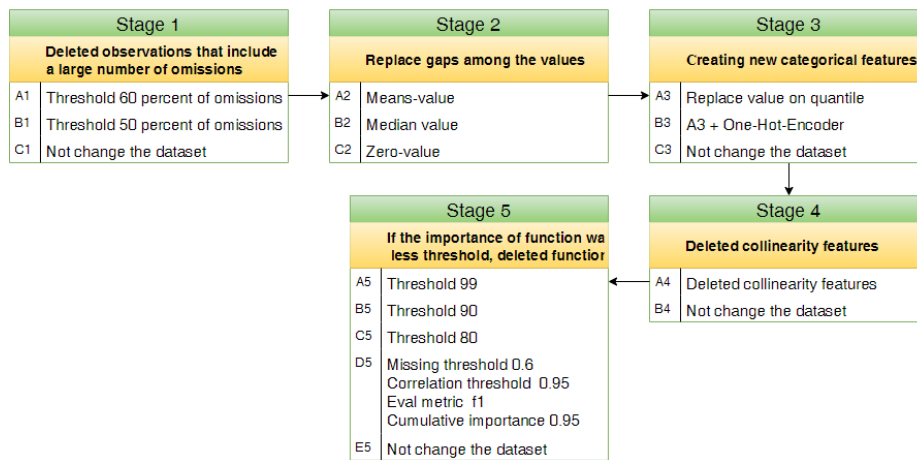 Stage 1
Deleted observations that include
a large number of omissions
A1 Threshold 60 percent of omissions
B1 Threshold 50 percent of omissions
C1 Not change the dataset
Stage 2
Replace gaps among the values
A2 Means-value
B2 Median value
C2 Zero-value
Stage 3
Creating new categorical features
A3 Replace value on quantile
B3 A3 + One-Hot-Encoder
C3 Not change the dataset
Stage 4
Deleted collinearity features
A4 Deleted collinearity features
B4 Not change the dataset
Stage 5
If the importance of function wa
less threshold, deleted function
A5 Threshold 99
B5 Threshold 90
C5 Threshold 80
D5 Missing threshold 0.6
Correlation threshold 0.95
Eval metric f1
Cumulative importance 0.95
E5 Not change the dataset